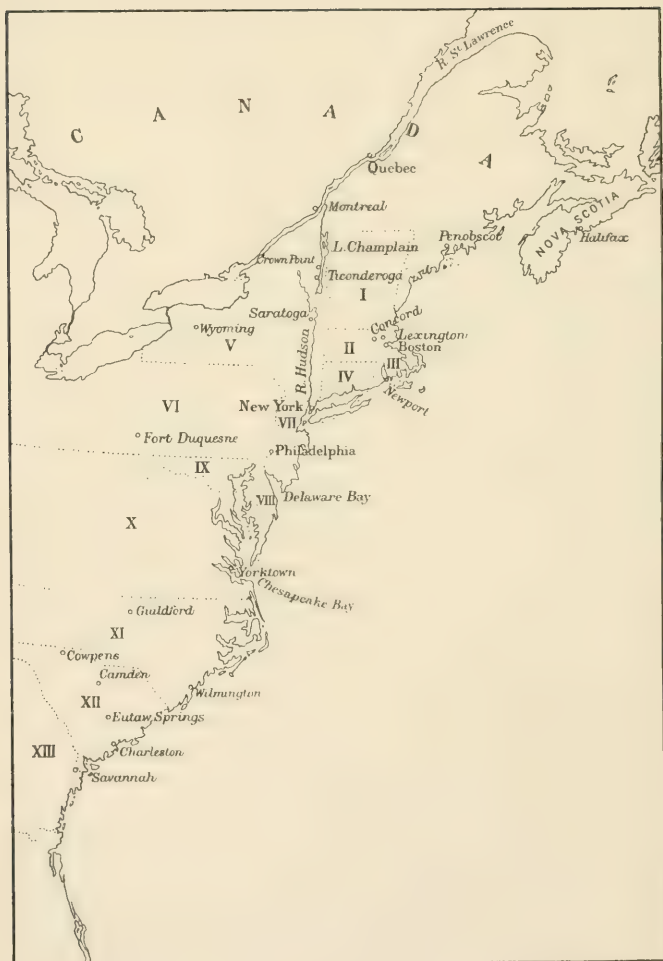 R. St. Lawrence
C A N A D A
Quebec
Montreal
NOVA SCOTIA
Halifax
Penobscot
L. Champlain
Crown Point
Ticonderoga
I
Saratoga
Concord
Wyoming
Lexington
V
II
Boston
R. Hudson
III
IV
Newport
VI
New York
VII
Fort Duquesne
Philadelphia
IX
VIII
Delaware Bay
X
Yorktown
Chesapeake Bay
Guildford
XI
Cowpens
Camden
Wilmington
XII
Eutaw Springs
XIII
Charleston
Savannah